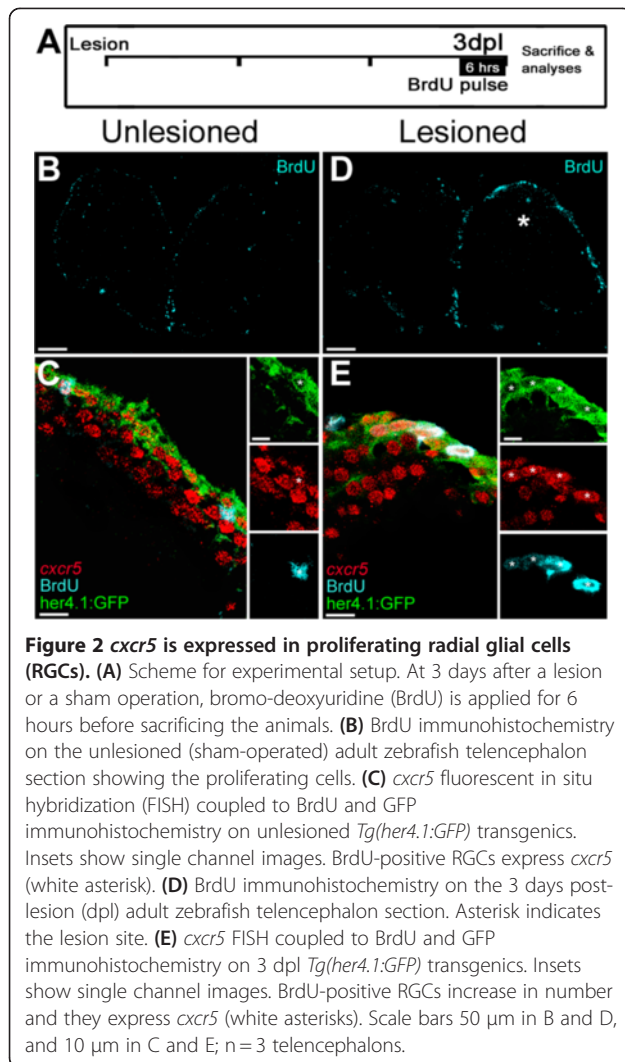 A
Lesion
3dpl
Sacrifice &
analyses
6 hrs
BrdU pulse
Unlesioned
Lesioned
B
BrdU
D
BrdU
*
C
cxcr5
BrdU
her4.1:GFP
E
cxcr5
BrdU
her4.1:GFP
Figure 2 cxcr5 is expressed in proliferating radial glial cells
(RGCs). (A) Scheme for experimental setup. At 3 days after a lesion
or a sham operation, bromo-deoxyuridine (BrdU) is applied for 6
hours before sacrificing the animals. (B) BrdU immunohistochemistry
on the unlesioned (sham-operated) adult zebrafish telencephalon
section showing the proliferating cells. (C) cxcr5 fluorescent in situ
hybridization (FISH) coupled to BrdU and GFP
immunohistochemistry on unlesioned Tg(her4.1:GFP) transgenics.
Insets show single channel images. BrdU-positive RGCs express cxcr5
(white asterisk). (D) BrdU immunohistochemistry on the 3 days post-
lesion (dpl) adult zebrafish telencephalon section. Asterisk indicates
the lesion site. (E) cxcr5 FISH coupled to BrdU and GFP
immunohistochemistry on 3 dpl Tg(her4.1:GFP) transgenics. Insets
show single channel images. BrdU-positive RGCs increase in number
and they express cxcr5 (white asterisks). Scale bars 50 μm in B and D,
and 10 μm in C and E; n = 3 telencephalons.